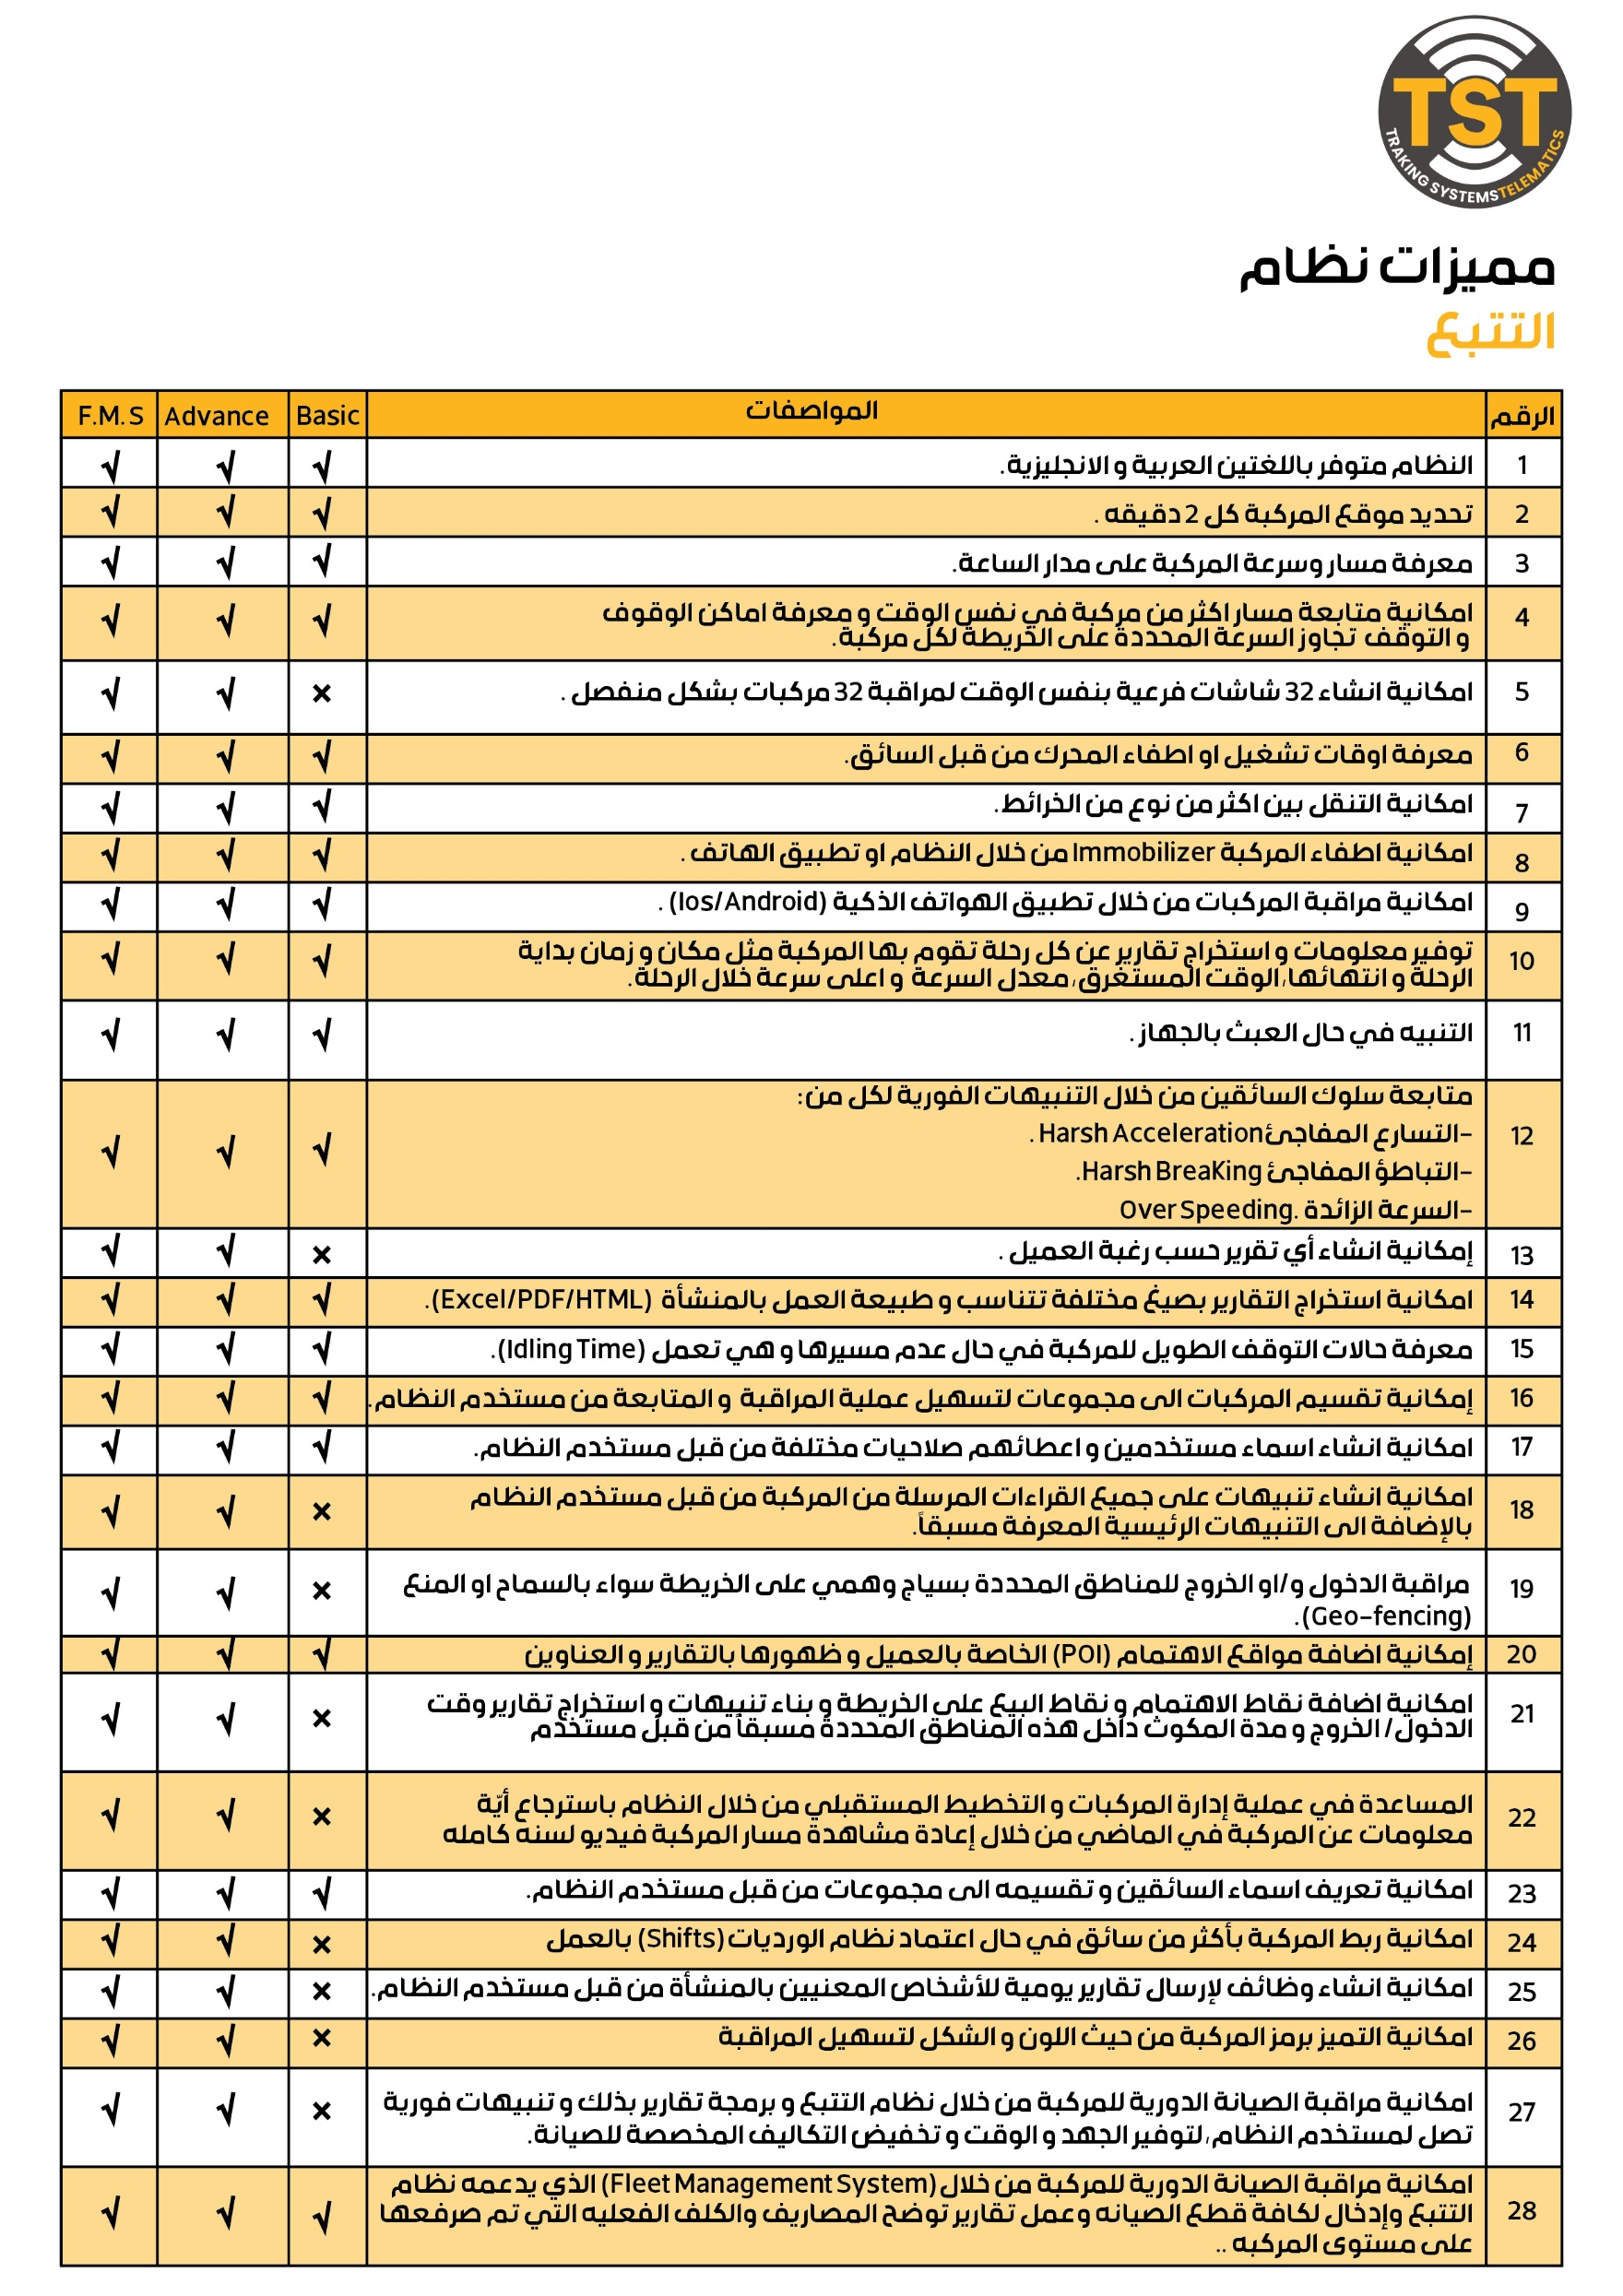 TST
TRAKING SYSTEMSTELEMATICS
مميزات نظام
التتبع
الرقم المواصفات Basic Advance F.M.S
1 النظام متوفر باللغتين العربية و الانجليزية. √ √ √
2 تحديد موقع المركبة كل 2 دقيقه . √ √ √
3 معرفة مسار وسرعة المركبة على مدار الساعة. √ √ √
4 امكانية متابعة مسار اكثر من مركبة في نفس الوقت و معرفة اماكن الوقوف
و التوقف تجاوز السرعة المحددة على الخريطة لكل مركبة. √ √ √
5 امكانية انشاء 32 شاشات فرعية بنفس الوقت لمراقبة 32 مركبات بشكل منفصل . × √ √
6 معرفة اوقات تشغيل او اطفاء المحرك من قبل السائق. √ √ √
7 امكانية التنقل بين اكثر من نوع من الخرائط. √ √ √
8 امكانية اطفاء المركبة Immobilizer من خلال النظام او تطبيق الهاتف . √ √ √
9 امكانية مراقبة المركبات من خلال تطبيق الهواتف الذكية (Ios/Android) . √ √ √
10 توفير معلومات و استخراج تقارير عن كل رحلة تقوم بها المركبة مثل مكان و زمان بداية
الرحلة و انتهائها،الوقت المستغرق،معدل السرعة و اعلى سرعة خلال الرحلة. √ √ √
11 التنبيه في حال العبث بالجهاز . √ √ √
12 متابعة سلوك السائقين من خلال التنبيهات الفورية لكل من:
-التسارع المفاجئHarsh Acceleration .
-التباطؤ المفاجئ Harsh BreaKing.
-السرعة الزائدة .Over Speeding √ √ √
13 إمكانية انشاء أي تقرير حسب رغبة العميل . × √ √
14 امكانية استخراج التقارير بصيغ مختلفة تتناسب و طبيعة العمل بالمنشأة (Excel/PDF/HTML). √ √ √
15 معرفة حالات التوقف الطويل للمركبة في حال عدم مسيرها و هي تعمل (Idling Time). √ √ √
16 إمكانية تقسيم المركبات الى مجموعات لتسهيل عملية المراقبة و المتابعة من مستخدم النظام. √ √ √
17 امكانية انشاء اسماء مستخدمين و اعطائهم صلاحيات مختلفة من قبل مستخدم النظام. √ √ √
18 امكانية انشاء تنبيهات على جميع القراءات المرسلة من المركبة من قبل مستخدم النظام
بالإضافة الى التنبيهات الرئيسية المعرفة مسبقاً. × √ √
19 مراقبة الدخول و/او الخروج للمناطق المحددة بسياج وهمي على الخريطة سواء بالسماح او المنع
(Geo-fencing). × √ √
20 إمكانية اضافة مواقع الاهتمام (POI) الخاصة بالعميل و ظهورها بالتقارير و العناوين √ √ √
21 امكانية اضافة نقاط الاهتمام و نقاط البيع على الخريطة و بناء تنبيهات و استخراج تقارير وقت
الدخول/ الخروج و مدة المكوث داخل هذه المناطق المحددة مسبقاً من قبل مستخدم × √ √
22 المساعدة في عملية إدارة المركبات و التخطيط المستقبلي من خلال النظام باسترجاع أيّة
معلومات عن المركبة في الماضي من خلال إعادة مشاهدة مسار المركبة فيديو لسنه كامله × √ √
23 امكانية تعريف اسماء السائقين و تقسيمه الى مجموعات من قبل مستخدم النظام. √ √ √
24 امكانية ربط المركبة بأكثر من سائق في حال اعتماد نظام الورديات (Shifts) بالعمل × √ √
25 امكانية انشاء وظائف لإرسال تقارير يومية للأشخاص المعنيين بالمنشأة من قبل مستخدم النظام. × √ √
26 امكانية التميز برمز المركبة من حيث اللون و الشكل لتسهيل المراقبة × √ √
27 امكانية مراقبة الصيانة الدورية للمركبة من خلال نظام التتبع و برمجة تقارير بذلك و تنبيهات فورية
تصل لمستخدم النظام،لتوفير الجهد و الوقت و تخفيض التكاليف المخصصة للصيانة. × √ √
28 امكانية مراقبة الصيانة الدورية للمركبة من خلال (Fleet Management System) الذي يدعمه نظام
التتبع وإدخال لكافة قطع الصيانه وعمل تقارير توضح المصاريف والكلف الفعليه التي تم صرفعها
على مستوى المركبه .. √ √ √